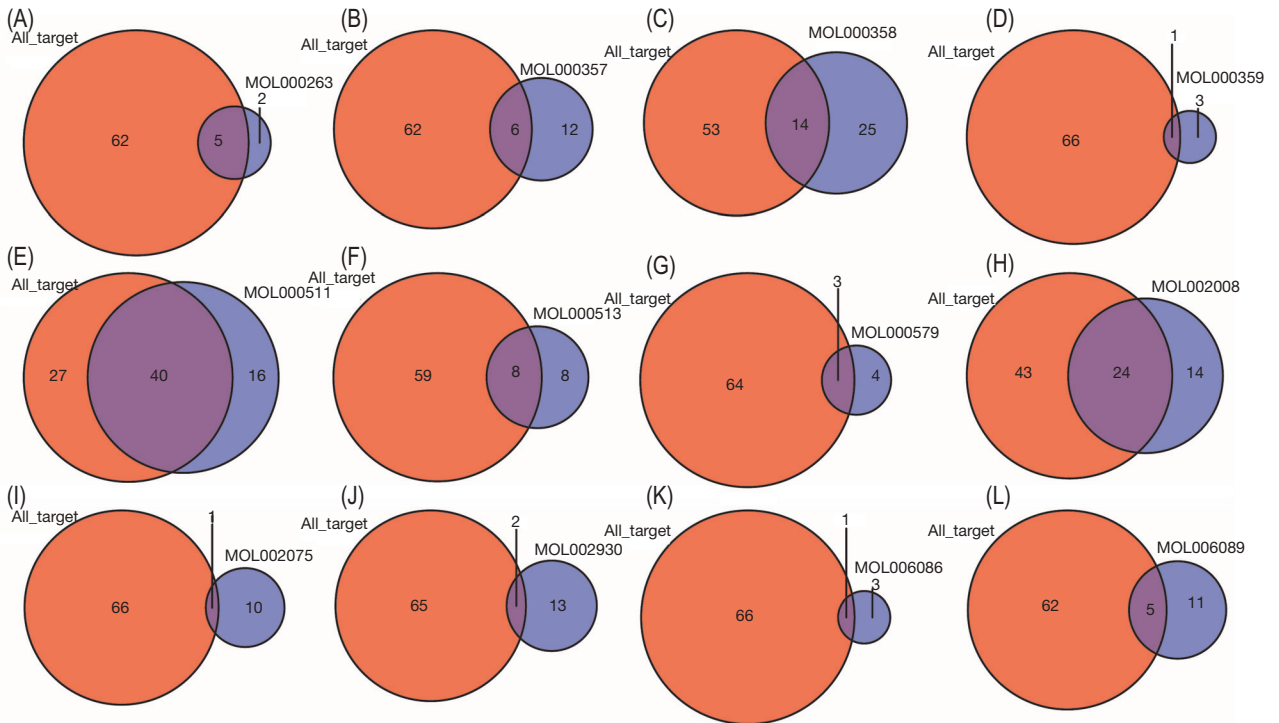 (A)
All_target
MOL000263
2
62
5
(B)
All_target
MOL000357
62
6
12
(C)
All_target
MOL000358
53
14
25
(D)
1
All_target
MOL000359
3
66
(E)
All_target
MOL000511
27
40
16
(F)
All_target
MOL000513
59
8
8
(G)
3
All_target
MOL000579
64
4
(H)
All_target
MOL002008
43
24
14
(I)
All_target
1
MOL002075
66
10
(J)
All_target
2
MOL002930
65
13
(K)
1
All_target
MOL006086
3
66
(L)
All_target
MOL006089
62
5
11